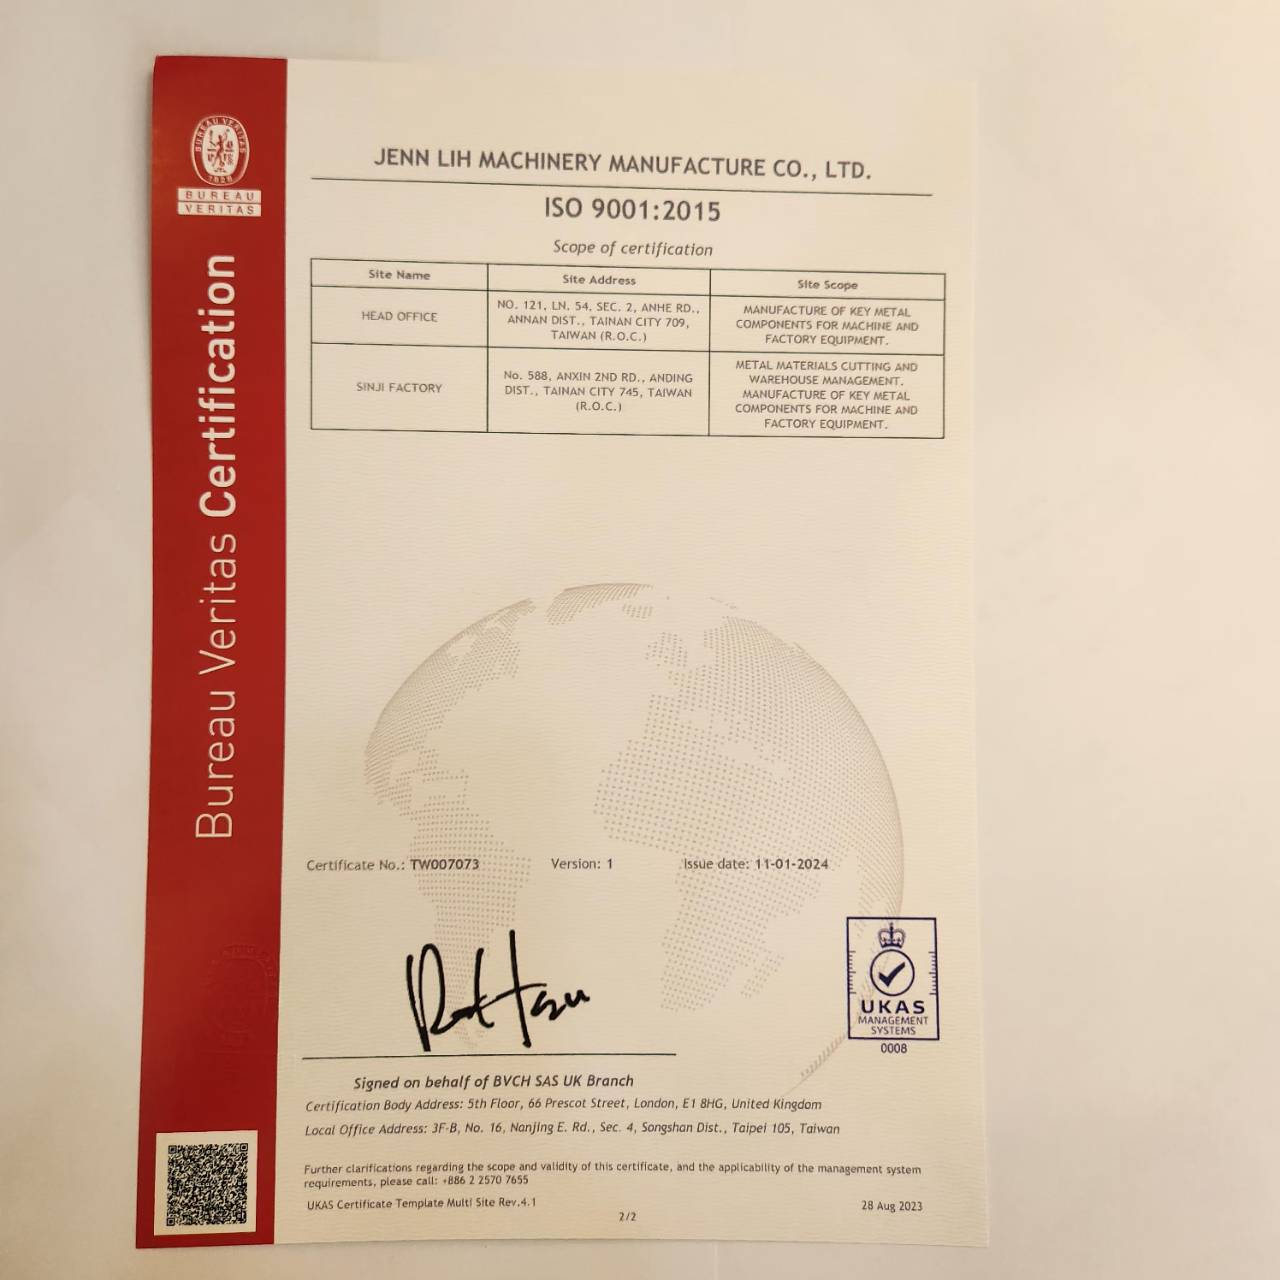 BUREAU VERITAS
1828
BUREAU
VERITAS
Bureau Veritas Certification
JENN LIH MACHINERY MANUFACTURE CO., LTD.
ISO 9001:2015
Scope of certification
Site Name
Site Address
Site Scope
HEAD OFFICE
NO. 121, LN. 54, SEC. 2, ANHE RD.,
ANNAN DIST., TAINAN CITY 709,
TAIWAN (R.O.C.)
MANUFACTURE OF KEY METAL
COMPONENTS FOR MACHINE AND
FACTORY EQUIPMENT.
SINJI FACTORY
No. 588, ANXIN 2ND RD., ANDING
DIST., TAINAN CITY 745, TAIWAN
(R.O.C.)
METAL MATERIALS CUTTING AND
WAREHOUSE MANAGEMENT.
MANUFACTURE OF KEY METAL
COMPONENTS FOR MACHINE AND
FACTORY EQUIPMENT.
Certificate No.: TW007073 Version: 1 Issue date: 11-01-2024
UKAS
MANAGEMENT
SYSTEMS
0008
Signed on behalf of BVCH SAS UK Branch
Certification Body Address: 5th Floor, 66 Prescot Street, London, E1 8HG, United Kingdom
Local Office Address: 3F-B, No. 16, Nanjing E. Rd., Sec. 4, Songshan Dist., Taipei 105, Taiwan
Further clarifications regarding the scope and validity of this certificate, and the applicability of the management system
requirements, please call: +886 2 2570 7655
UKAS Certificate Template Multi Site Rev.4.1
28 Aug 2023
2/2